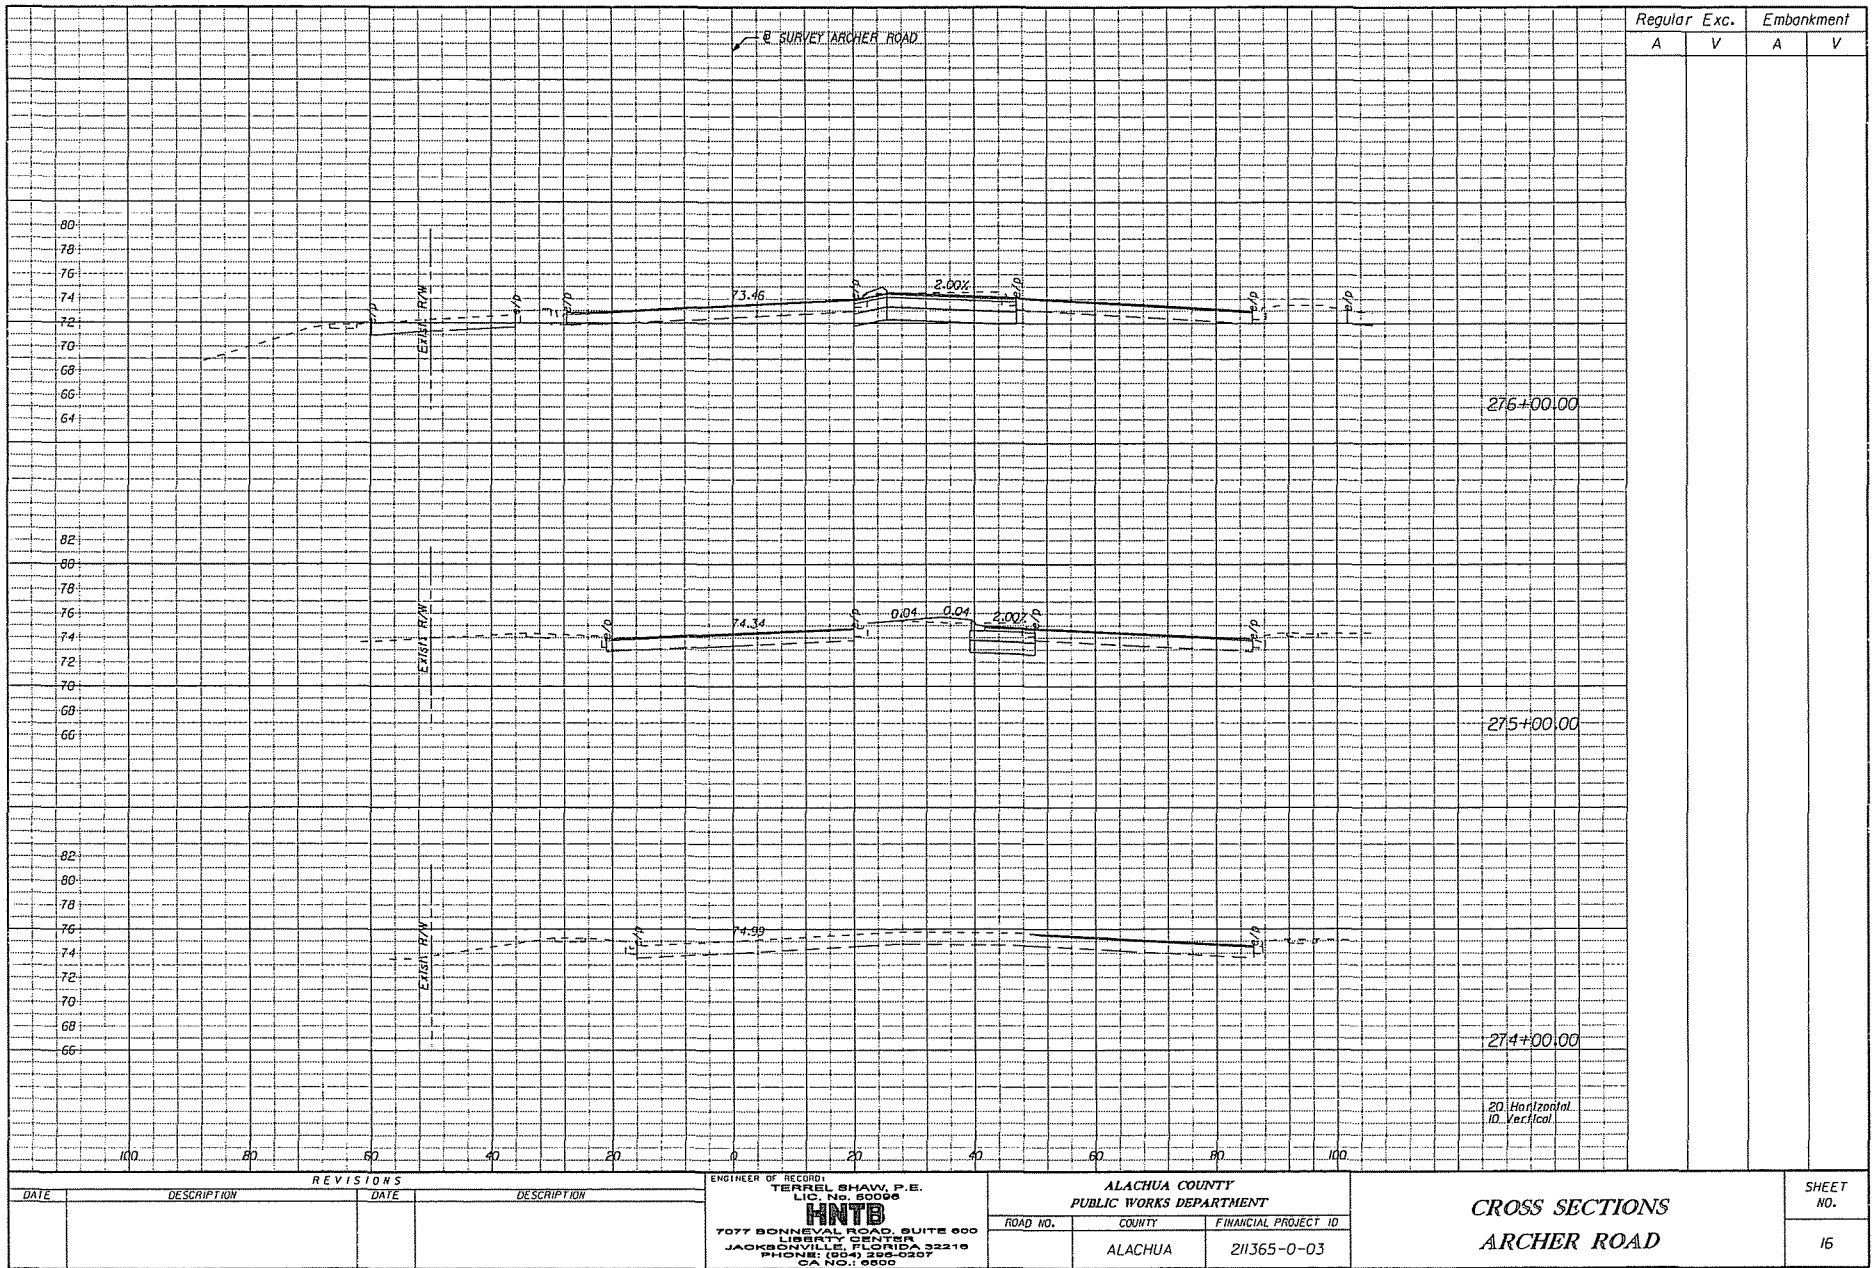 Regular Exc. Embankment
A V A V
℄ SURVEY ARCHER ROAD
80
78
76
74
72
70
68
66
64
e/p
Exist. R/W
e/p
e/p
73.46
e/p
2.00%
e/p
e/p
e/p
276+00.00
82
80
78
76
74
72
70
68
66
Exist. R/W
e/p
74.34
e/p
0.04
0.04
2.00%
e/p
e/p
275+00.00
82
80
78
76
74
72
70
68
66
Exist. R/W
e/p
74.99
e/p
274+00.00
20 Horizontal
10 Vertical
100 80 60 40 20 0 20 40 60 80 100
REVISIONS
DATE DESCRIPTION DATE DESCRIPTION
ENGINEER OF RECORD:
TERREL SHAW, P.E.
LIC. No. 50096
HNTB
7077 BONNEVAL ROAD, SUITE 600
LIBERTY CENTER
JACKSONVILLE, FLORIDA 32216
PHONE: (904) 296-0207
CA NO.: 6500
ALACHUA COUNTY
PUBLIC WORKS DEPARTMENT
ROAD NO. COUNTY FINANCIAL PROJECT ID
ALACHUA 211365-0-03
CROSS SECTIONS
ARCHER ROAD
SHEET
NO.
16